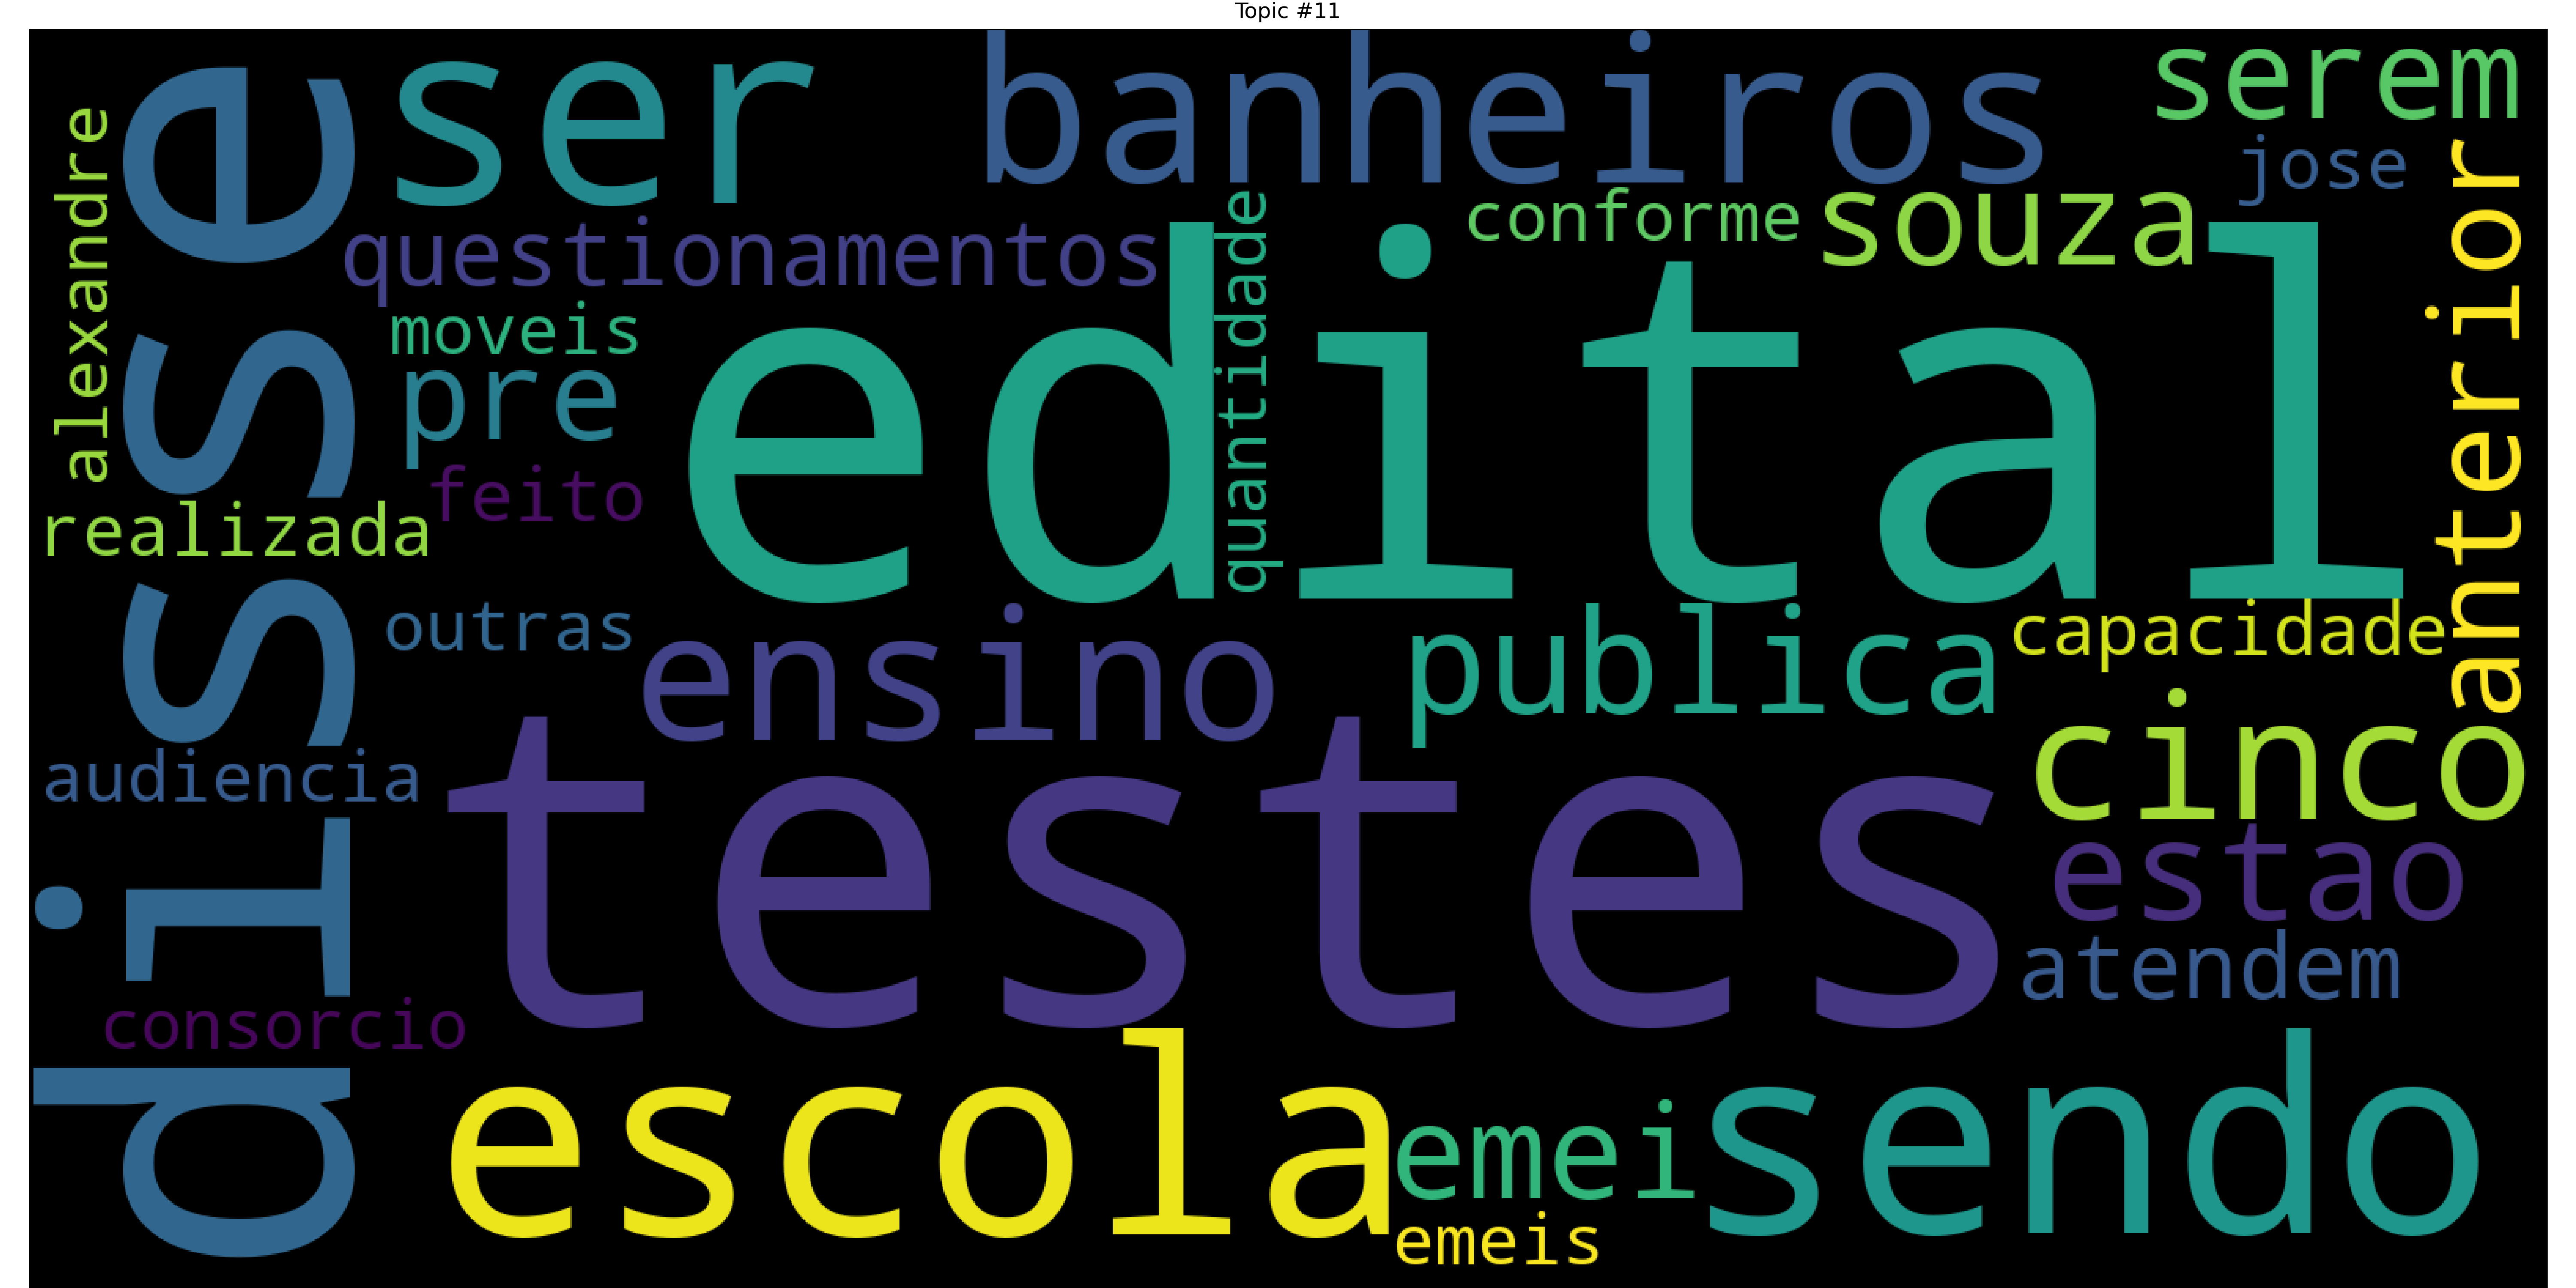 Topic #11
disse
ser
banheiros
serem
alexandre
jose
questionamentos
quantidade
conforme
souza
anterior
moveis
edital
pre
feito
realizada
outras
ensino
publica
capacidade
testes
cinco
audiencia
estao
atendem
consorcio
escola
emei
sendo
emeis